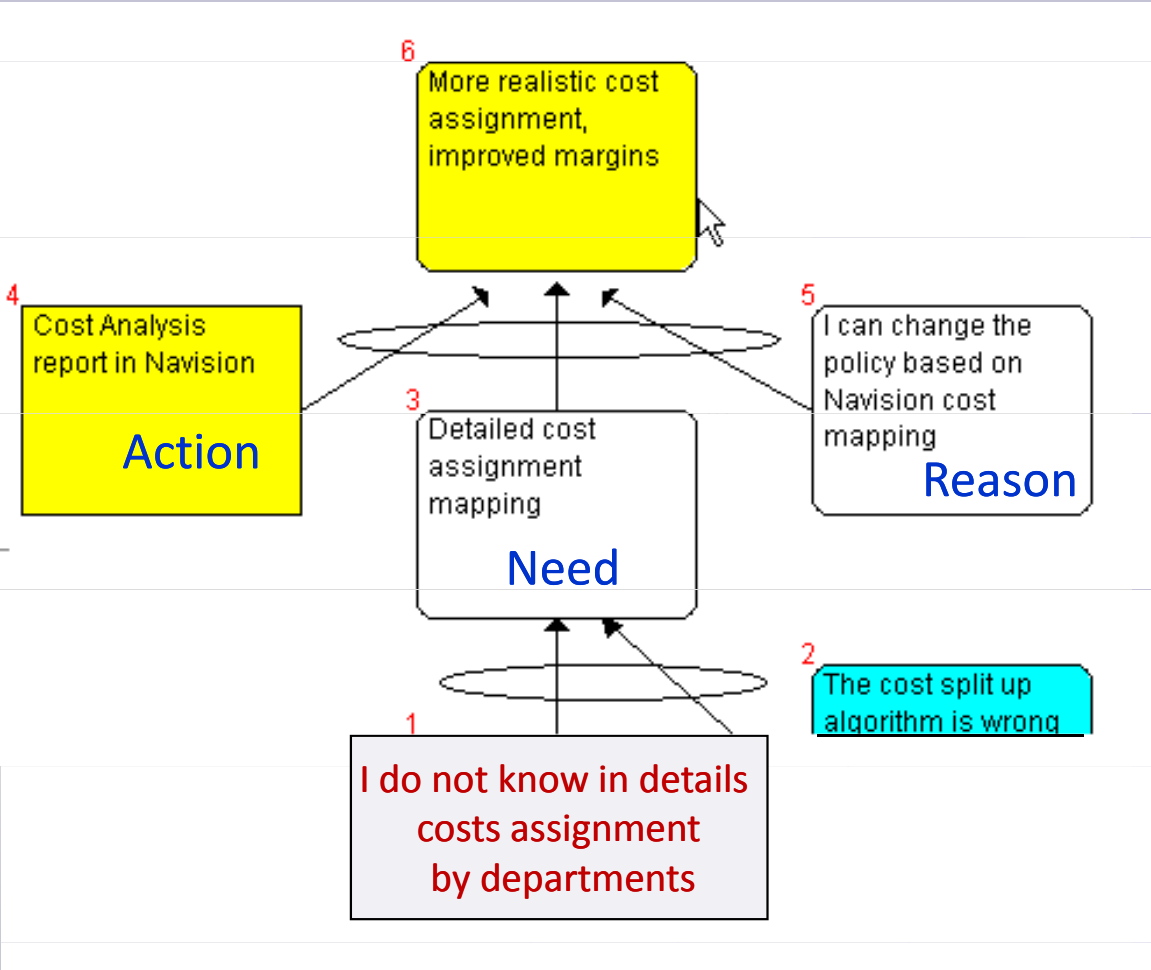 6
More realistic cost
assignment,
improved margins
4
Cost Analysis
report in Navision
Action
5
I can change the
policy based on
Navision cost
mapping
Reason
3
Detailed cost
assignment
mapping
Need
2
The cost split up
algorithm is wrong
1
I do not know in details
costs assignment
by departments